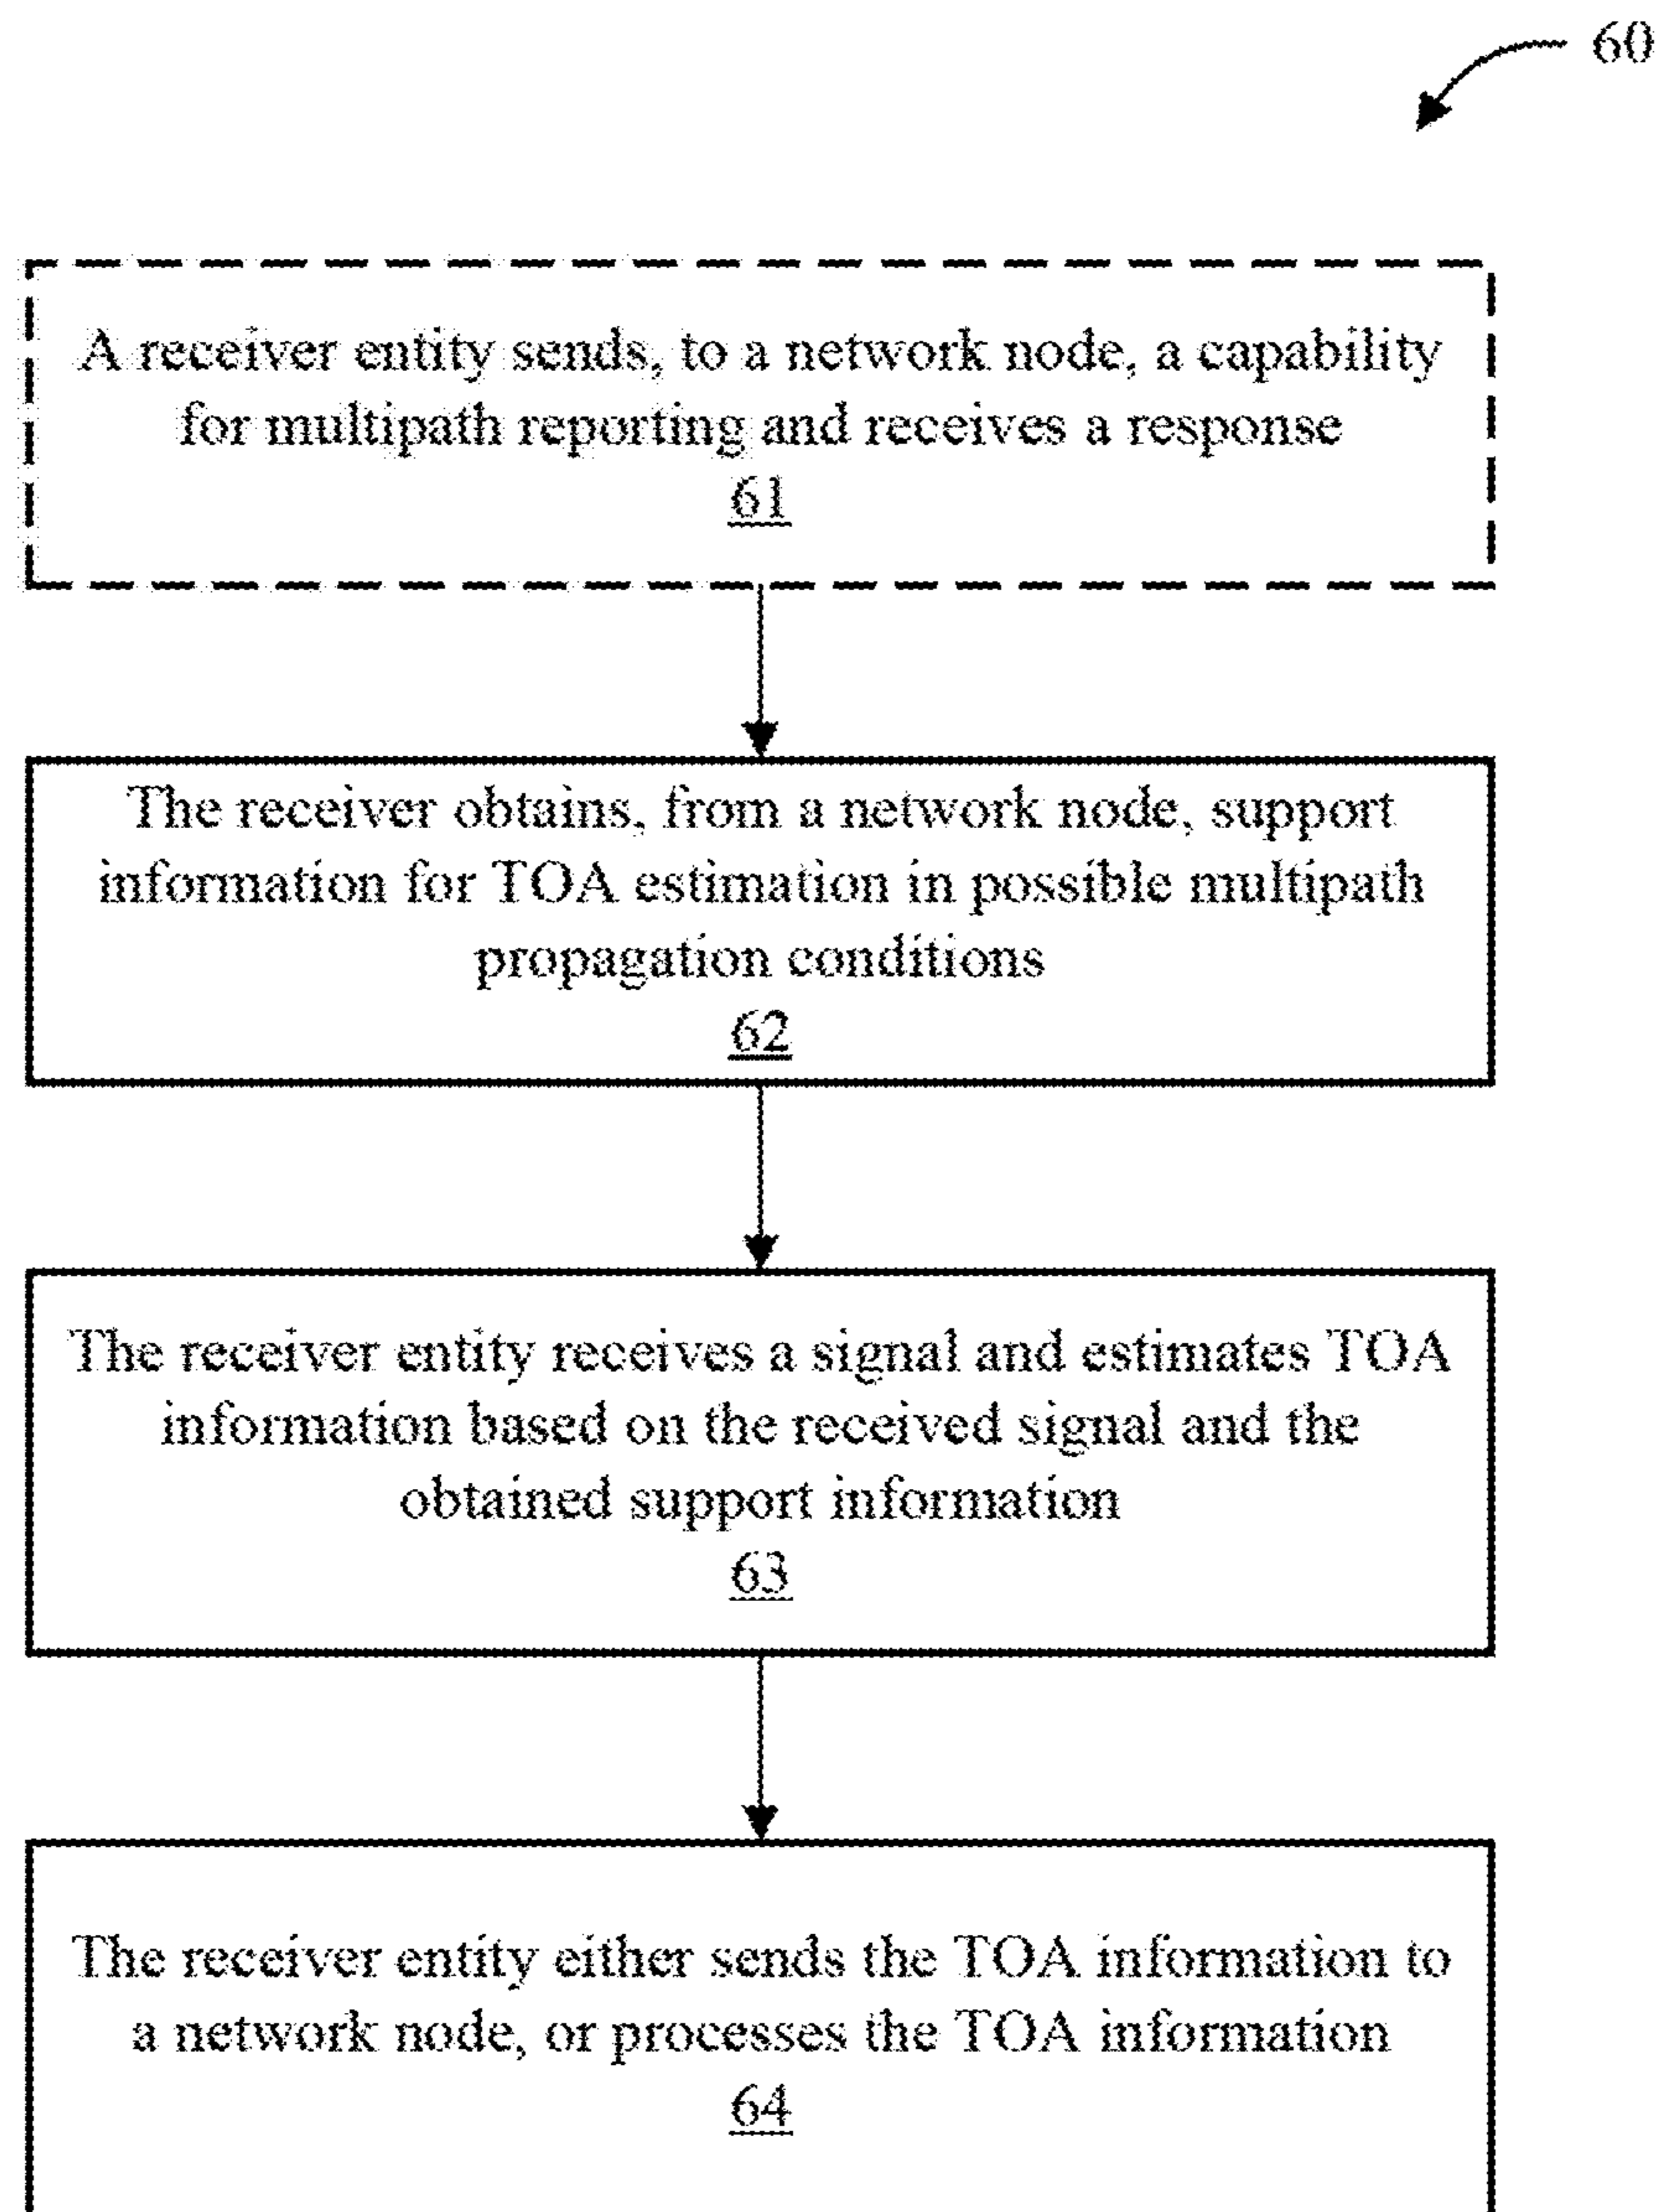 60
A receiver entity sends, to a network node, a capability
for multipath reporting and receives a response
61
The receiver obtains, from a network node, support
information for TOA estimation in possible multipath
propagation conditions
62
The receiver entity receives a signal and estimates TOA
information based on the received signal and the
obtained support information
63
The receiver entity either sends the TOA information to
a network node, or processes the TOA information
64